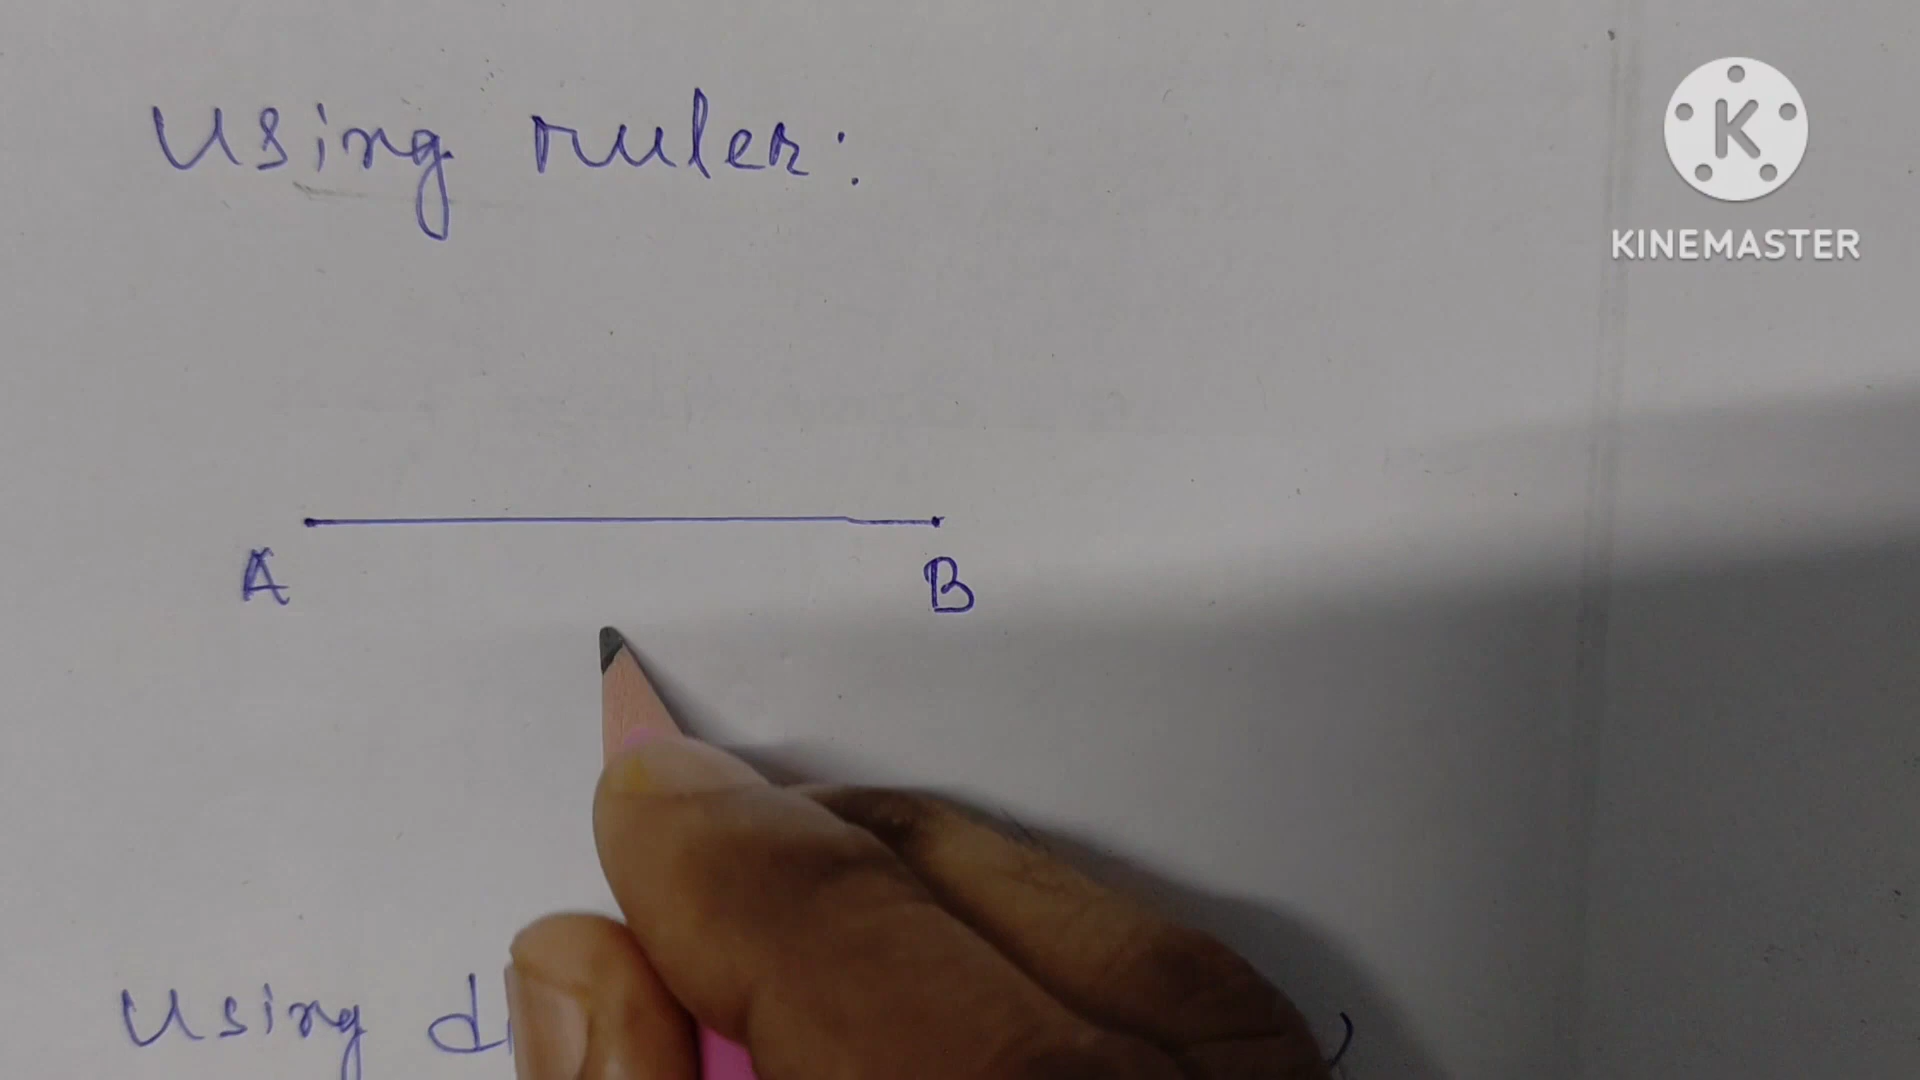 Using ruler:
K
KINEMASTER
A
B
Using